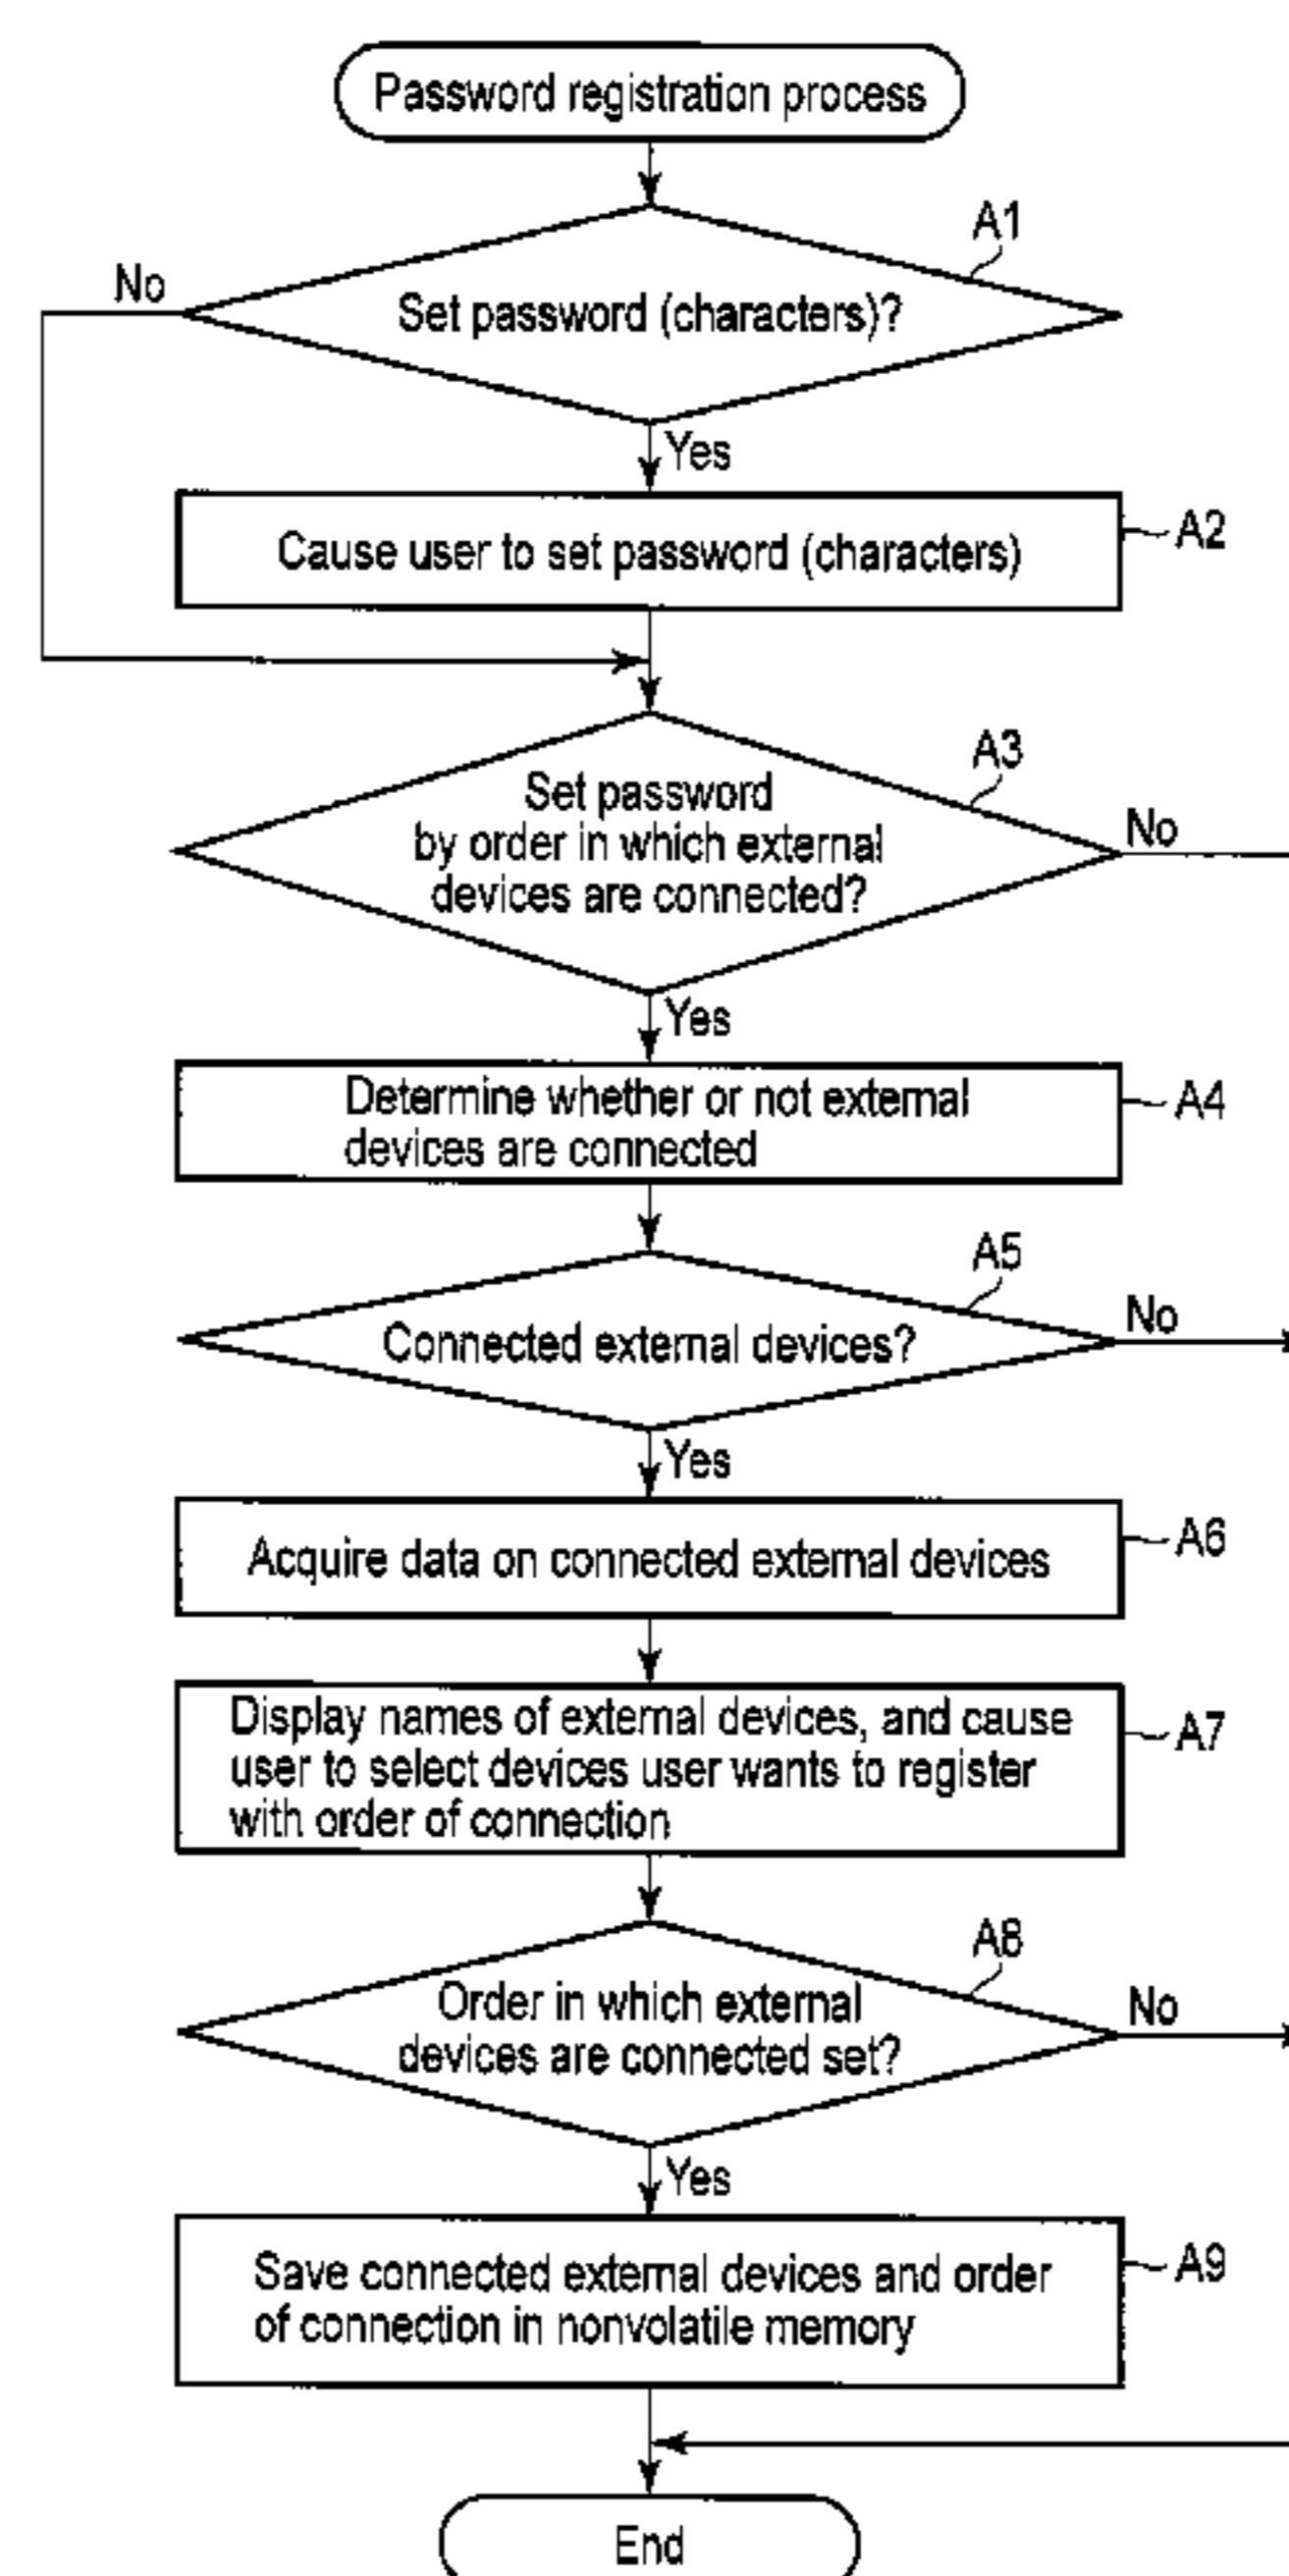 Password registration process
A1
No
Set password (characters)?
Yes
Cause user to set password (characters)
A2
A3
Set password
by order in which external
devices are connected?
No
Yes
Determine whether or not external
devices are connected
A4
A5
Connected external devices?
No
Yes
Acquire data on connected external devices
A6
Display names of external devices, and cause
user to select devices user wants to register
with order of connection
A7
A8
Order in which external
devices are connected set?
No
Yes
Save connected external devices and order
of connection in nonvolatile memory
A9
End